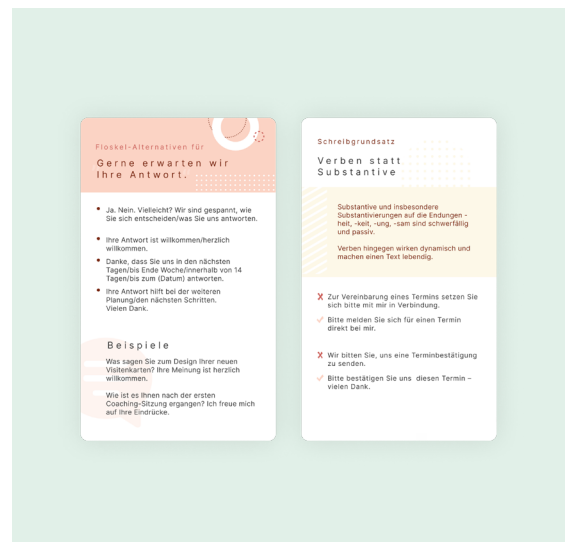 Floskel-Alternativen für
Gerne erwarten wir
Ihre Antwort.
Ja. Nein. Vielleicht? Wir sind gespannt, wie
Sie sich entscheiden/was Sie uns antworten.
Ihre Antwort ist willkommen/herzlich
willkommen.
Danke, dass Sie uns in den nächsten
Tagen/bis Ende Woche/innerhalb von 14
Tagen/bis zum (Datum) antworten.
Ihre Antwort hilft bei der weiteren
Planung/den nächsten Schritten.
Vielen Dank.
Beispiele
Was sagen Sie zum Design Ihrer neuen
Visitenkarten? Ihre Meinung ist herzlich
willkommen.
Wie ist es Ihnen nach der ersten
Coaching-Sitzung ergangen? Ich freue mich
auf Ihre Eindrücke.
Schreibgrundsatz
Verben statt
Substantive
Substantive und insbesondere
Substantivierungen auf die Endungen -
heit, -keit, -ung, -sam sind schwerfällig
und passiv.
Verben hingegen wirken dynamisch und
machen einen Text lebendig.
Zur Vereinbarung eines Termins setzen Sie
sich bitte mit mir in Verbindung.
Bitte melden Sie sich für einen Termin
direkt bei mir.
Wir bitten Sie, uns eine Terminbestätigung
zu senden.
Bitte bestätigen Sie uns diesen Termin –
vielen Dank.